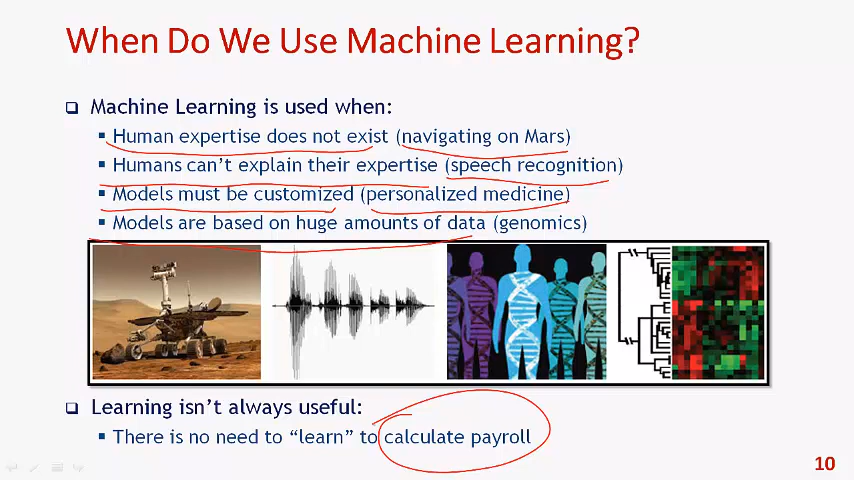 When Do We Use Machine Learning?
Machine Learning is used when:
Human expertise does not exist (navigating on Mars)
Humans can’t explain their expertise (speech recognition)
Models must be customized (personalized medicine)
Models are based on huge amounts of data (genomics)
Learning isn’t always useful:
There is no need to “learn” to calculate payroll
10